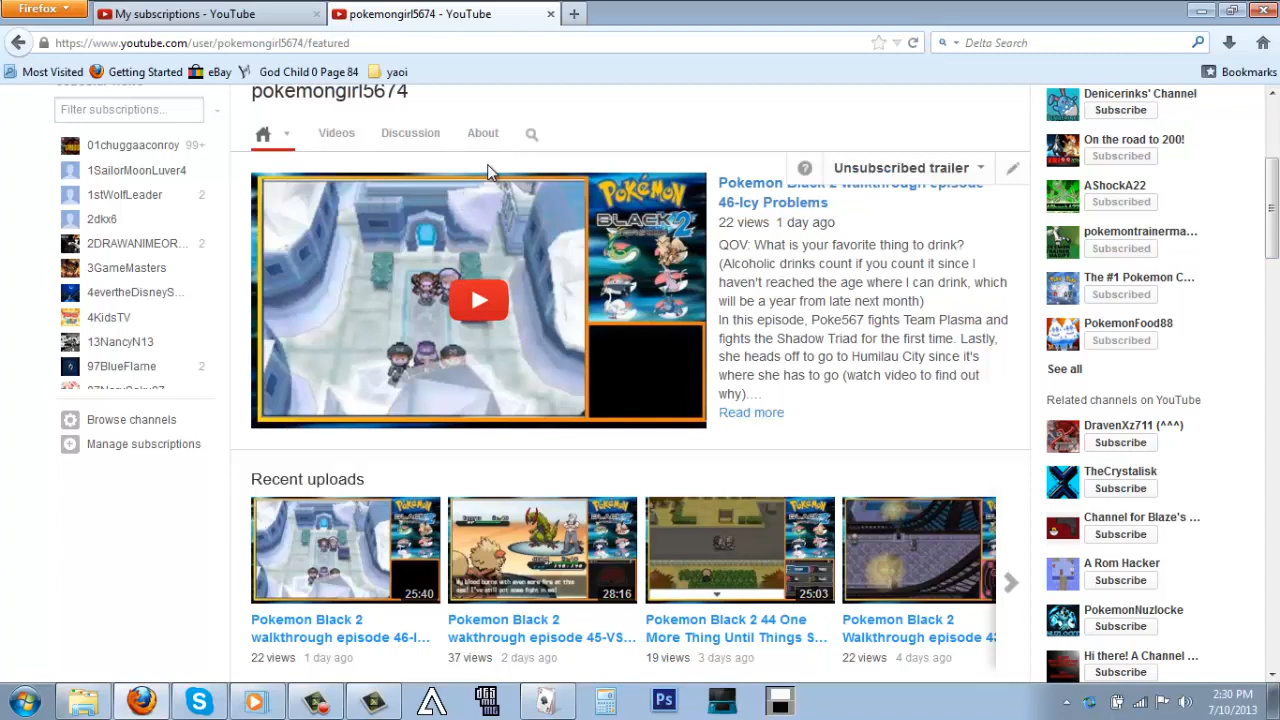 Firefox
My subscriptions - YouTube
pokemongirl5674 - YouTube
https://www.youtube.com/user/pokemongirl5674/featured
Delta Search
Most Visited
Getting Started
eBay
God Child 0 Page 84
yaoi
Bookmarks
Filter subscriptions...
01chuggaaconroy 99+
1SailorMoonLuver4
1stWolfLeader 2
2dkx6
2DRAWANIMEOR... 2
3GameMasters
4evertheDisneyS...
4KidsTV
13NancyN13
97BlueFlame 2
Browse channels
Manage subscriptions
pokemongirl5674
Videos
Discussion
About
Unsubscribed trailer
POKéMON
BLACK 2
Pokemon Black 2 walkthrough episode
46-Icy Problems
22 views 1 day ago
QOV: What is your favorite thing to drink?
(Alcoholic drinks count if you count it since I
haven't reached the age where I can drink, which
will be a year from late next month)
In this episode, Poke567 fights Team Plasma and
fights the Shadow Triad for the first time. Lastly,
she heads off to go to Humilau City since it's
where she has to go (watch video to find out
why)....
Read more
Recent uploads
25:40
Pokemon Black 2
walkthrough episode 46-I...
22 views 1 day ago
28:16
Pokemon Black 2
wakthrough episode 45-VS...
37 views 2 days ago
25:03
Pokemon Black 2 44 One
More Thing Until Things S...
19 views 3 days ago
Pokemon Black 2
Walkthrough episode 43
22 views 4 days ago
Denicerinks' Channel
Subscribe
On the road to 200!
Subscribed
AShockA22
Subscribed
pokemontrainerma...
Subscribed
The #1 Pokemon C...
Subscribed
PokemonFood88
Subscribed
See all
Related channels on YouTube
DravenXz711 (^^^)
Subscribe
TheCrystalisk
Subscribe
Channel for Blaze's ...
Subscribe
A Rom Hacker
Subscribe
PokemonNuzlocke
Subscribe
Hi there! A Channel ...
Subscribe
Ps
2:30 PM
7/10/2013